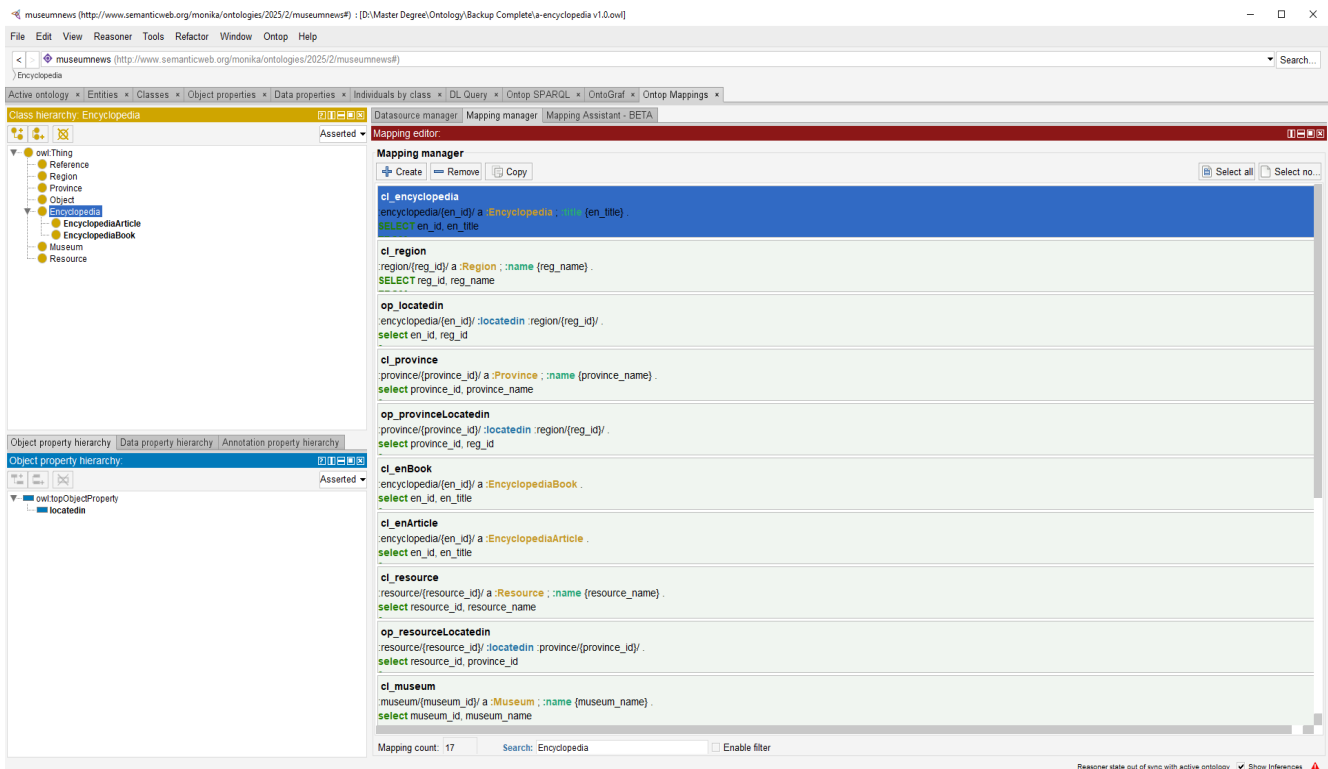 museumnews (http://www.semanticweb.org/monika/ontologies/2025/2/museumnews#) : [D:\Master Degree\Ontology\Backup Complete\a-encyclopedia v1.0.owl]
File Edit View Reasoner Tools Refactor Window Ontop Help
< > museumnews (http://www.semanticweb.org/monika/ontologies/2025/2/museumnews#) Search...
Encyclopedia
Active ontology × Entities × Classes × Object properties × Data properties × Individuals by class × DL Query × Ontop SPARQL × OntoGraf × Ontop Mappings ×
Class hierarchy: Encyclopedia
Asserted
owl:Thing
Reference
Region
Province
Object
Encyclopedia
EncyclopediaArticle
EncyclopediaBook
Museum
Resource
Object property hierarchy Data property hierarchy Annotation property hierarchy
Object property hierarchy:
Asserted
owl:topObjectProperty
locatedin
Datasource manager Mapping manager Mapping Assistant - BETA
Mapping editor:
Mapping manager
Create Remove Copy Select all Select no...
cl_encyclopedia
:encyclopedia/{en_id}/ a :Encyclopedia ; :title {en_title} .
SELECT en_id, en_title
cl_region
:region/{reg_id}/ a :Region ; :name {reg_name} .
SELECT reg_id, reg_name
op_locatedin
:encyclopedia/{en_id}/ :locatedin :region/{reg_id}/ .
select en_id, reg_id
cl_province
:province/{province_id}/ a :Province ; :name {province_name} .
select province_id, province_name
op_provinceLocatedin
:province/{province_id}/ :locatedin :region/{reg_id}/ .
select province_id, reg_id
cl_enBook
:encyclopedia/{en_id}/ a :EncyclopediaBook .
select en_id, en_title
cl_enArticle
:encyclopedia/{en_id}/ a :EncyclopediaArticle .
select en_id, en_title
cl_resource
:resource/{resource_id}/ a :Resource ; :name {resource_name} .
select resource_id, resource_name
op_resourceLocatedin
:resource/{resource_id}/ :locatedin :province/{province_id}/ .
select resource_id, province_id
cl_museum
:museum/{museum_id}/ a :Museum ; :name {museum_name} .
select museum_id, museum_name
Mapping count: 17 Search: Encyclopedia Enable filter
Reasoner state out of sync with active ontology Show Inferences